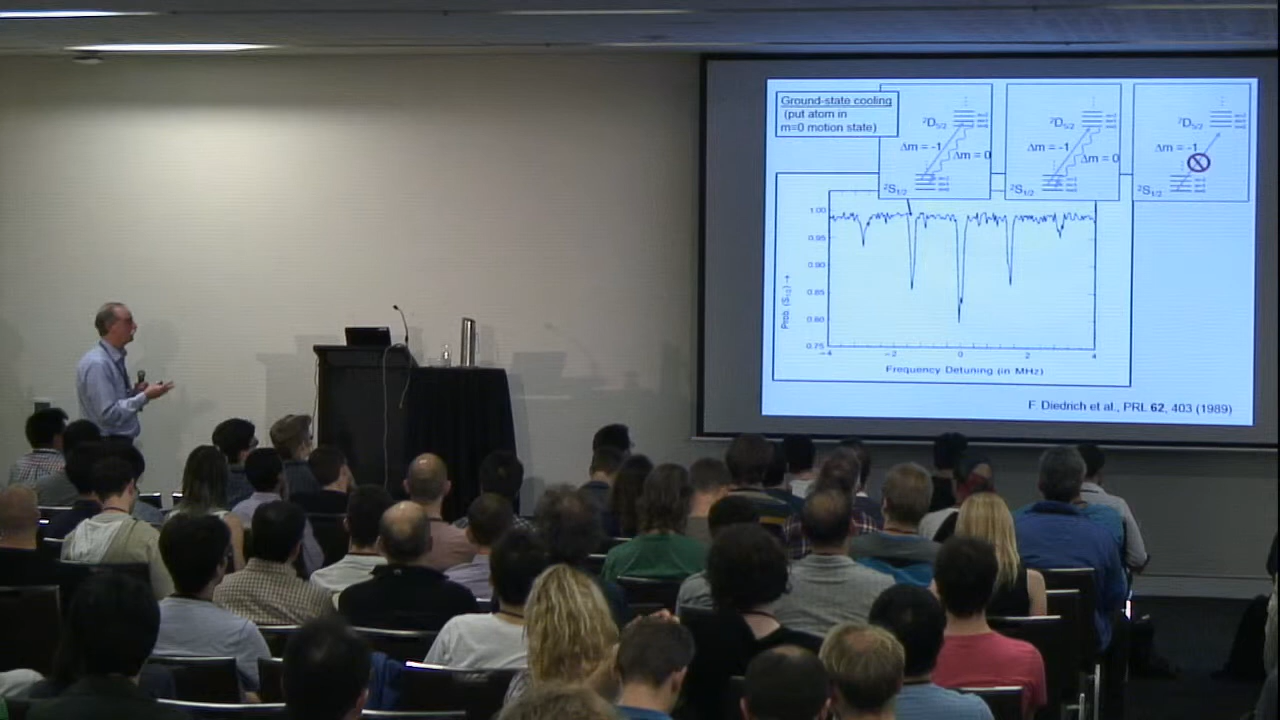 Ground-state cooling
(put atom in
m=0 motion state)
²D5/2
Δm = -1
Δm = 0
²S1/2
²D5/2
Δm = -1
Δm = 0
²S1/2
²D5/2
Δm = -1
²S1/2
1.00
0.95
0.90
0.85
0.80
0.75
Prob. (S1/2) →
-4
-2
0
2
4
Frequency Detuning (in MHz)
F. Diedrich et al., PRL 62, 403 (1989)